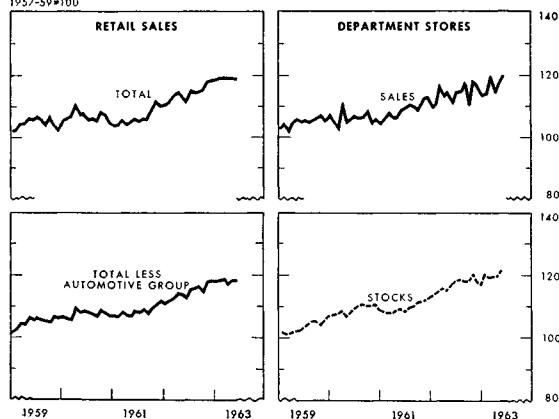 1957-59=100
RETAIL SALES
DEPARTMENT STORES
140
TOTAL
SALES
120
100
80
140
TOTAL LESS
AUTOMOTIVE GROUP
STOCKS
120
100
80
1959 1961 1963 1959 1961 1963